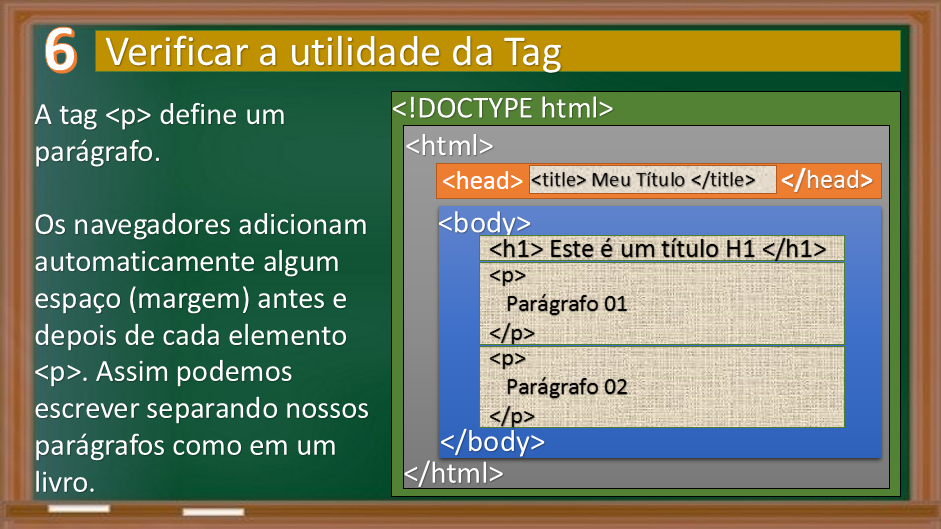 6 Verificar a utilidade da Tag
A tag <p> define um
parágrafo.
Os navegadores adicionam
automaticamente algum
espaço (margem) antes e
depois de cada elemento
<p>. Assim podemos
escrever separando nossos
parágrafos como em um
livro.
<!DOCTYPE html>
<html>
<head> <title> Meu Título </title> </head>
<body>
<h1> Este é um título H1 </h1>
<p>
Parágrafo 01
</p>
<p>
Parágrafo 02
</p>
</body>
</html>